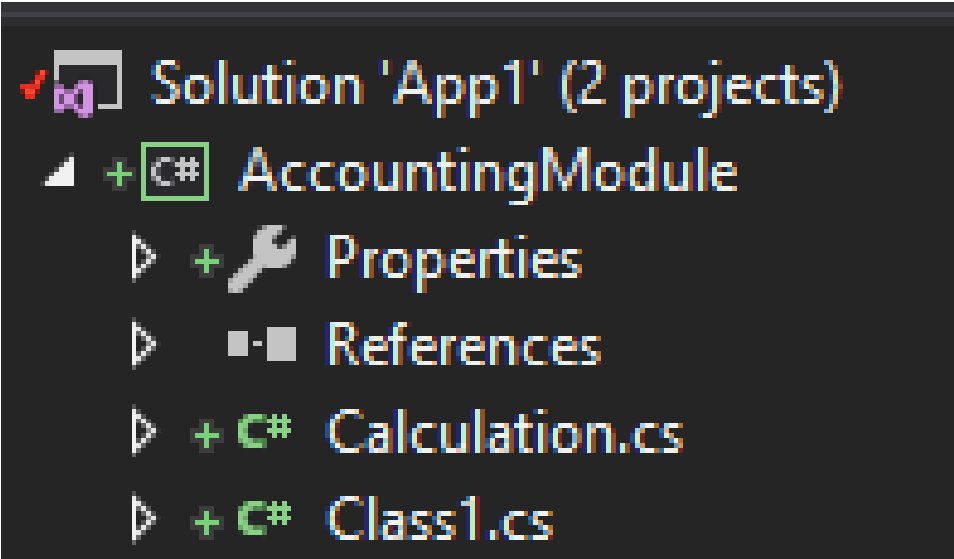 Solution 'App1' (2 projects)
C# AccountingModule
Properties
References
C# Calculation.cs
C# Class1.cs